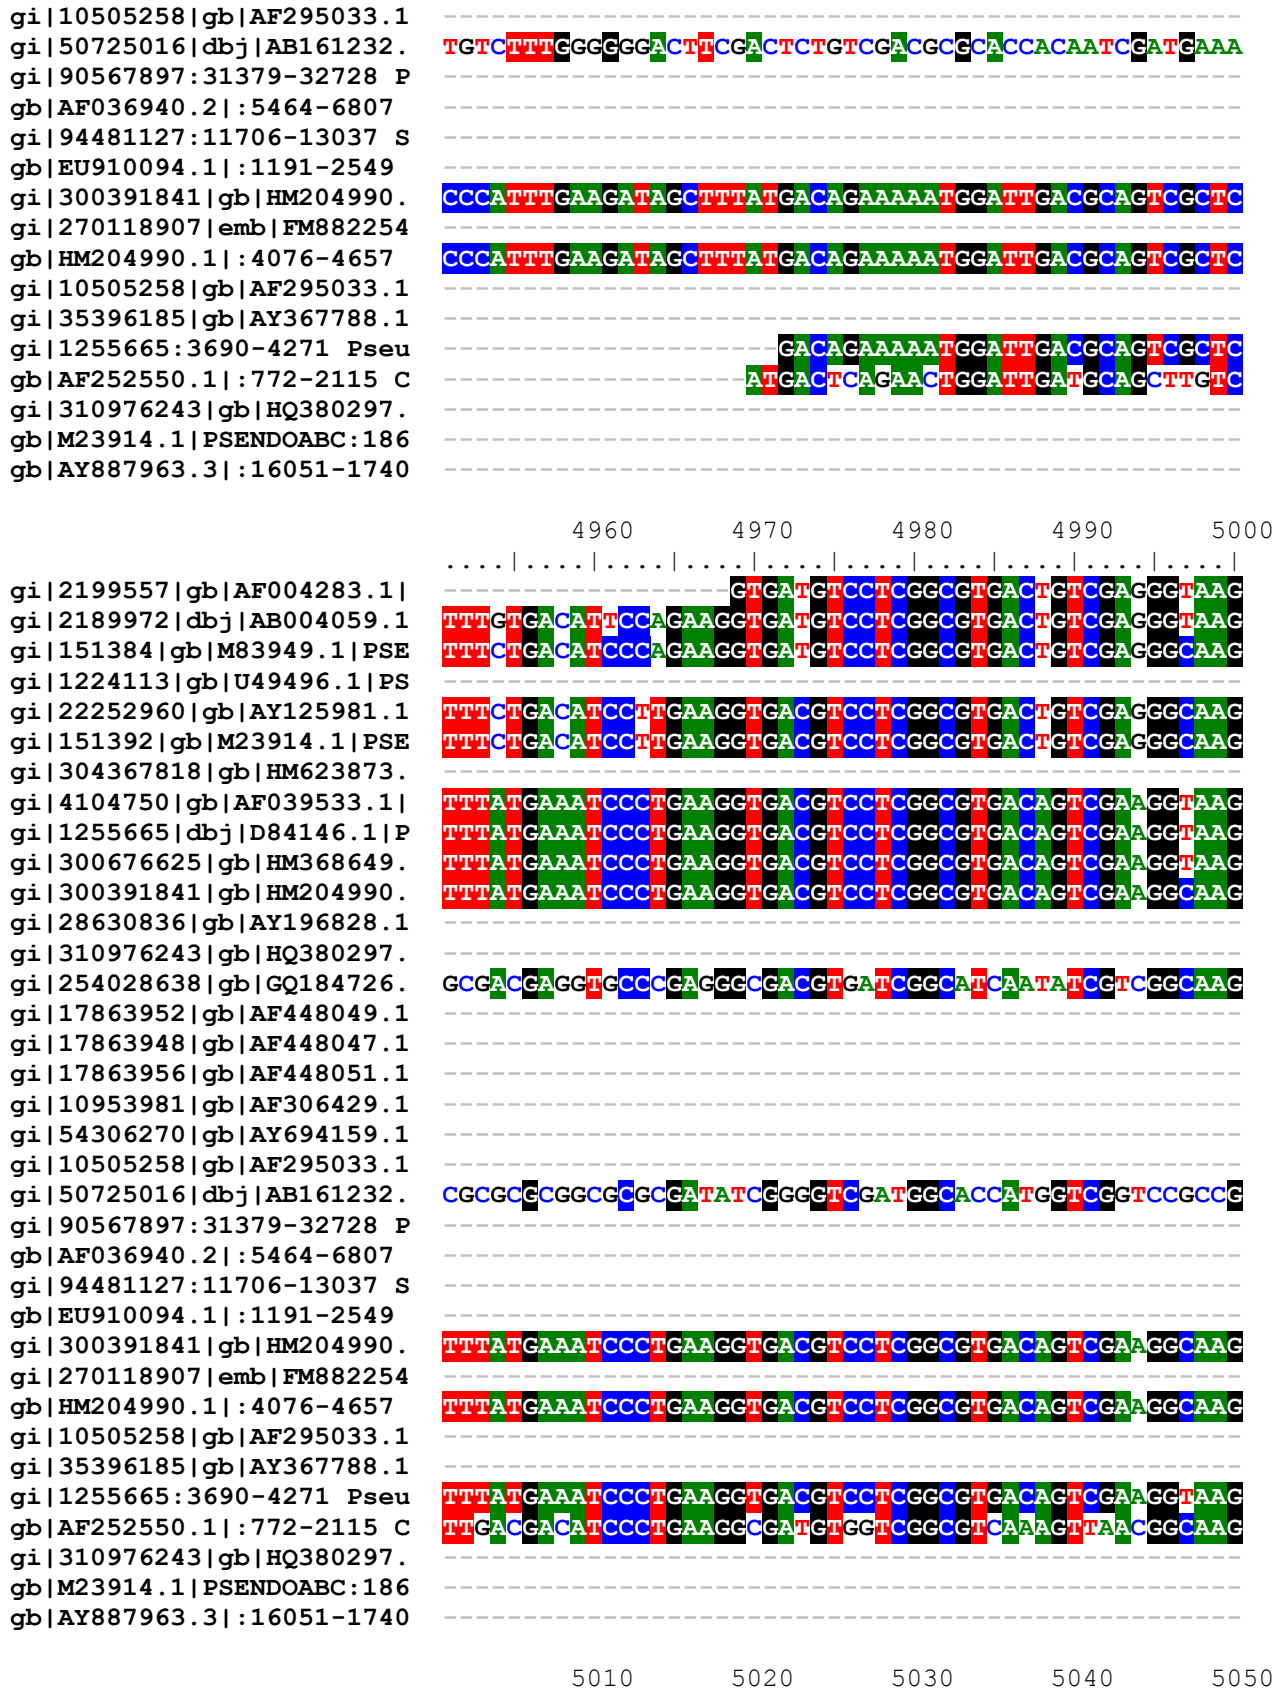 gi|10505258|gb|AF295033.1 --------------------------------------------------
gi|50725016|dbj|AB161232. TGTCTTTGGGGGGACTTCGACTCTGTCGACGCGCACCACAATCGATGAAA
gi|90567897:31379-32728 P --------------------------------------------------
gb|AF036940.2|:5464-6807 --------------------------------------------------
gi|94481127:11706-13037 S --------------------------------------------------
gb|EU910094.1|:1191-2549 --------------------------------------------------
gi|300391841|gb|HM204990. CCCATTTGAAGATAGCTTTATGACAGAAAAATGGATTGACGCAGTCGCTC
gi|270118907|emb|FM882254 --------------------------------------------------
gb|HM204990.1|:4076-4657 CCCATTTGAAGATAGCTTTATGACAGAAAAATGGATTGACGCAGTCGCTC
gi|10505258|gb|AF295033.1 --------------------------------------------------
gi|35396185|gb|AY367788.1 --------------------------------------------------
gi|1255665:3690-4271 Pseu ---------------------GACAGAAAAATGGATTGACGCAGTCGCTC
gb|AF252550.1|:772-2115 C -------------------ATGACTCAGAACTGGATTGATGCAGCTTGTC
gi|310976243|gb|HQ380297. --------------------------------------------------
gb|M23914.1|PSENDOABC:186 --------------------------------------------------
gb|AY887963.3|:16051-1740 --------------------------------------------------
4960 4970 4980 4990 5000
....|....|....|....|....|....|....|....|....|....|
gi|2199557|gb|AF004283.1| ------------------GTGATGTCCTCGGCGTGACTGTCGAGGGTAAG
gi|2189972|dbj|AB004059.1 TTTGTGACATTCCAGAAGGTGATGTCCTCGGCGTGACTGTCGAGGGTAAG
gi|151384|gb|M83949.1|PSE TTTCTGACATCCCAGAAGGTGATGTCCTCGGCGTGACTGTCGAGGGCAAG
gi|1224113|gb|U49496.1|PS --------------------------------------------------
gi|22252960|gb|AY125981.1 TTTCTGACATCCTTGAAGGTGACGTCCTCGGCGTGACTGTCGAGGGCAAG
gi|151392|gb|M23914.1|PSE TTTCTGACATCCTTGAAGGTGACGTCCTCGGCGTGACTGTCGAGGGCAAG
gi|304367818|gb|HM623873. --------------------------------------------------
gi|4104750|gb|AF039533.1| TTTATGAAATCCCTGAAGGTGACGTCCTCGGCGTGACAGTCGAAGGTAAG
gi|1255665|dbj|D84146.1|P TTTATGAAATCCCTGAAGGTGACGTCCTCGGCGTGACAGTCGAAGGTAAG
gi|300676625|gb|HM368649. TTTATGAAATCCCTGAAGGTGACGTCCTCGGCGTGACAGTCGAAGGTAAG
gi|300391841|gb|HM204990. TTTATGAAATCCCTGAAGGTGACGTCCTCGGCGTGACAGTCGAAGGCAAG
gi|28630836|gb|AY196828.1 --------------------------------------------------
gi|310976243|gb|HQ380297. --------------------------------------------------
gi|254028638|gb|GQ184726. GCGACGAGGTGCCCGAGGGCGACGTGATCGGCATCAATATCGTCGGCAAG
gi|17863952|gb|AF448049.1 --------------------------------------------------
gi|17863948|gb|AF448047.1 --------------------------------------------------
gi|17863956|gb|AF448051.1 --------------------------------------------------
gi|10953981|gb|AF306429.1 --------------------------------------------------
gi|54306270|gb|AY694159.1 --------------------------------------------------
gi|10505258|gb|AF295033.1 --------------------------------------------------
gi|50725016|dbj|AB161232. CGCGCGCGGCGCGCGATATCGGGGTCGATGGCACCATGGTCGGTCCGCCG
gi|90567897:31379-32728 P --------------------------------------------------
gb|AF036940.2|:5464-6807 --------------------------------------------------
gi|94481127:11706-13037 S --------------------------------------------------
gb|EU910094.1|:1191-2549 --------------------------------------------------
gi|300391841|gb|HM204990. TTTATGAAATCCCTGAAGGTGACGTCCTCGGCGTGACAGTCGAAGGCAAG
gi|270118907|emb|FM882254 --------------------------------------------------
gb|HM204990.1|:4076-4657 TTTATGAAATCCCTGAAGGTGACGTCCTCGGCGTGACAGTCGAAGGCAAG
gi|10505258|gb|AF295033.1 --------------------------------------------------
gi|35396185|gb|AY367788.1 --------------------------------------------------
gi|1255665:3690-4271 Pseu TTTATGAAATCCCTGAAGGTGACGTCCTCGGCGTGACAGTCGAAGGTAAG
gb|AF252550.1|:772-2115 C TTGACGACATCCCTGAAGGCGATGTGGTCGGCGTCAAAGTTAACGGCAAG
gi|310976243|gb|HQ380297. --------------------------------------------------
gb|M23914.1|PSENDOABC:186 --------------------------------------------------
gb|AY887963.3|:16051-1740 --------------------------------------------------
5010 5020 5030 5040 5050